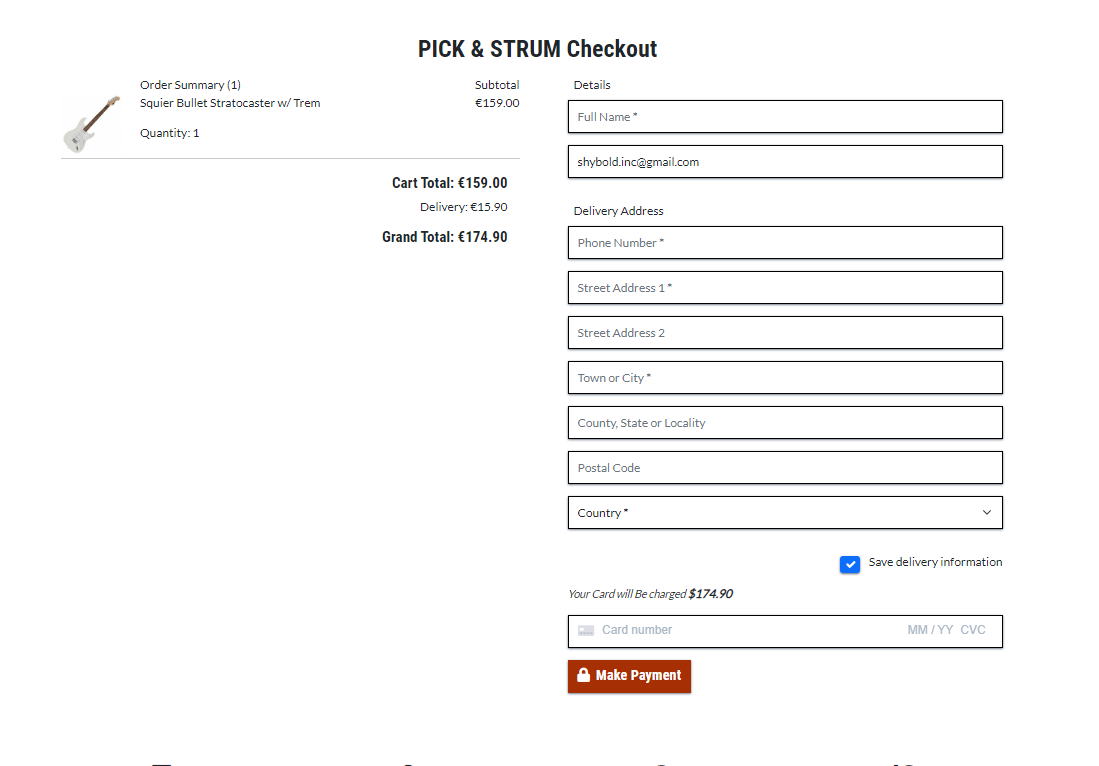 PICK & STRUM Checkout
Order Summary (1)
Subtotal
Squier Bullet Stratocaster w/ Trem
€159.00
Quantity: 1
Cart Total: €159.00
Delivery: €15.90
Grand Total: €174.90
Details
Full Name *
shybold.inc@gmail.com
Delivery Address
Phone Number *
Street Address 1 *
Street Address 2
Town or City *
County, State or Locality
Postal Code
Country *
Save delivery information
Your Card will Be charged $174.90
Card number MM / YY CVC
Make Payment